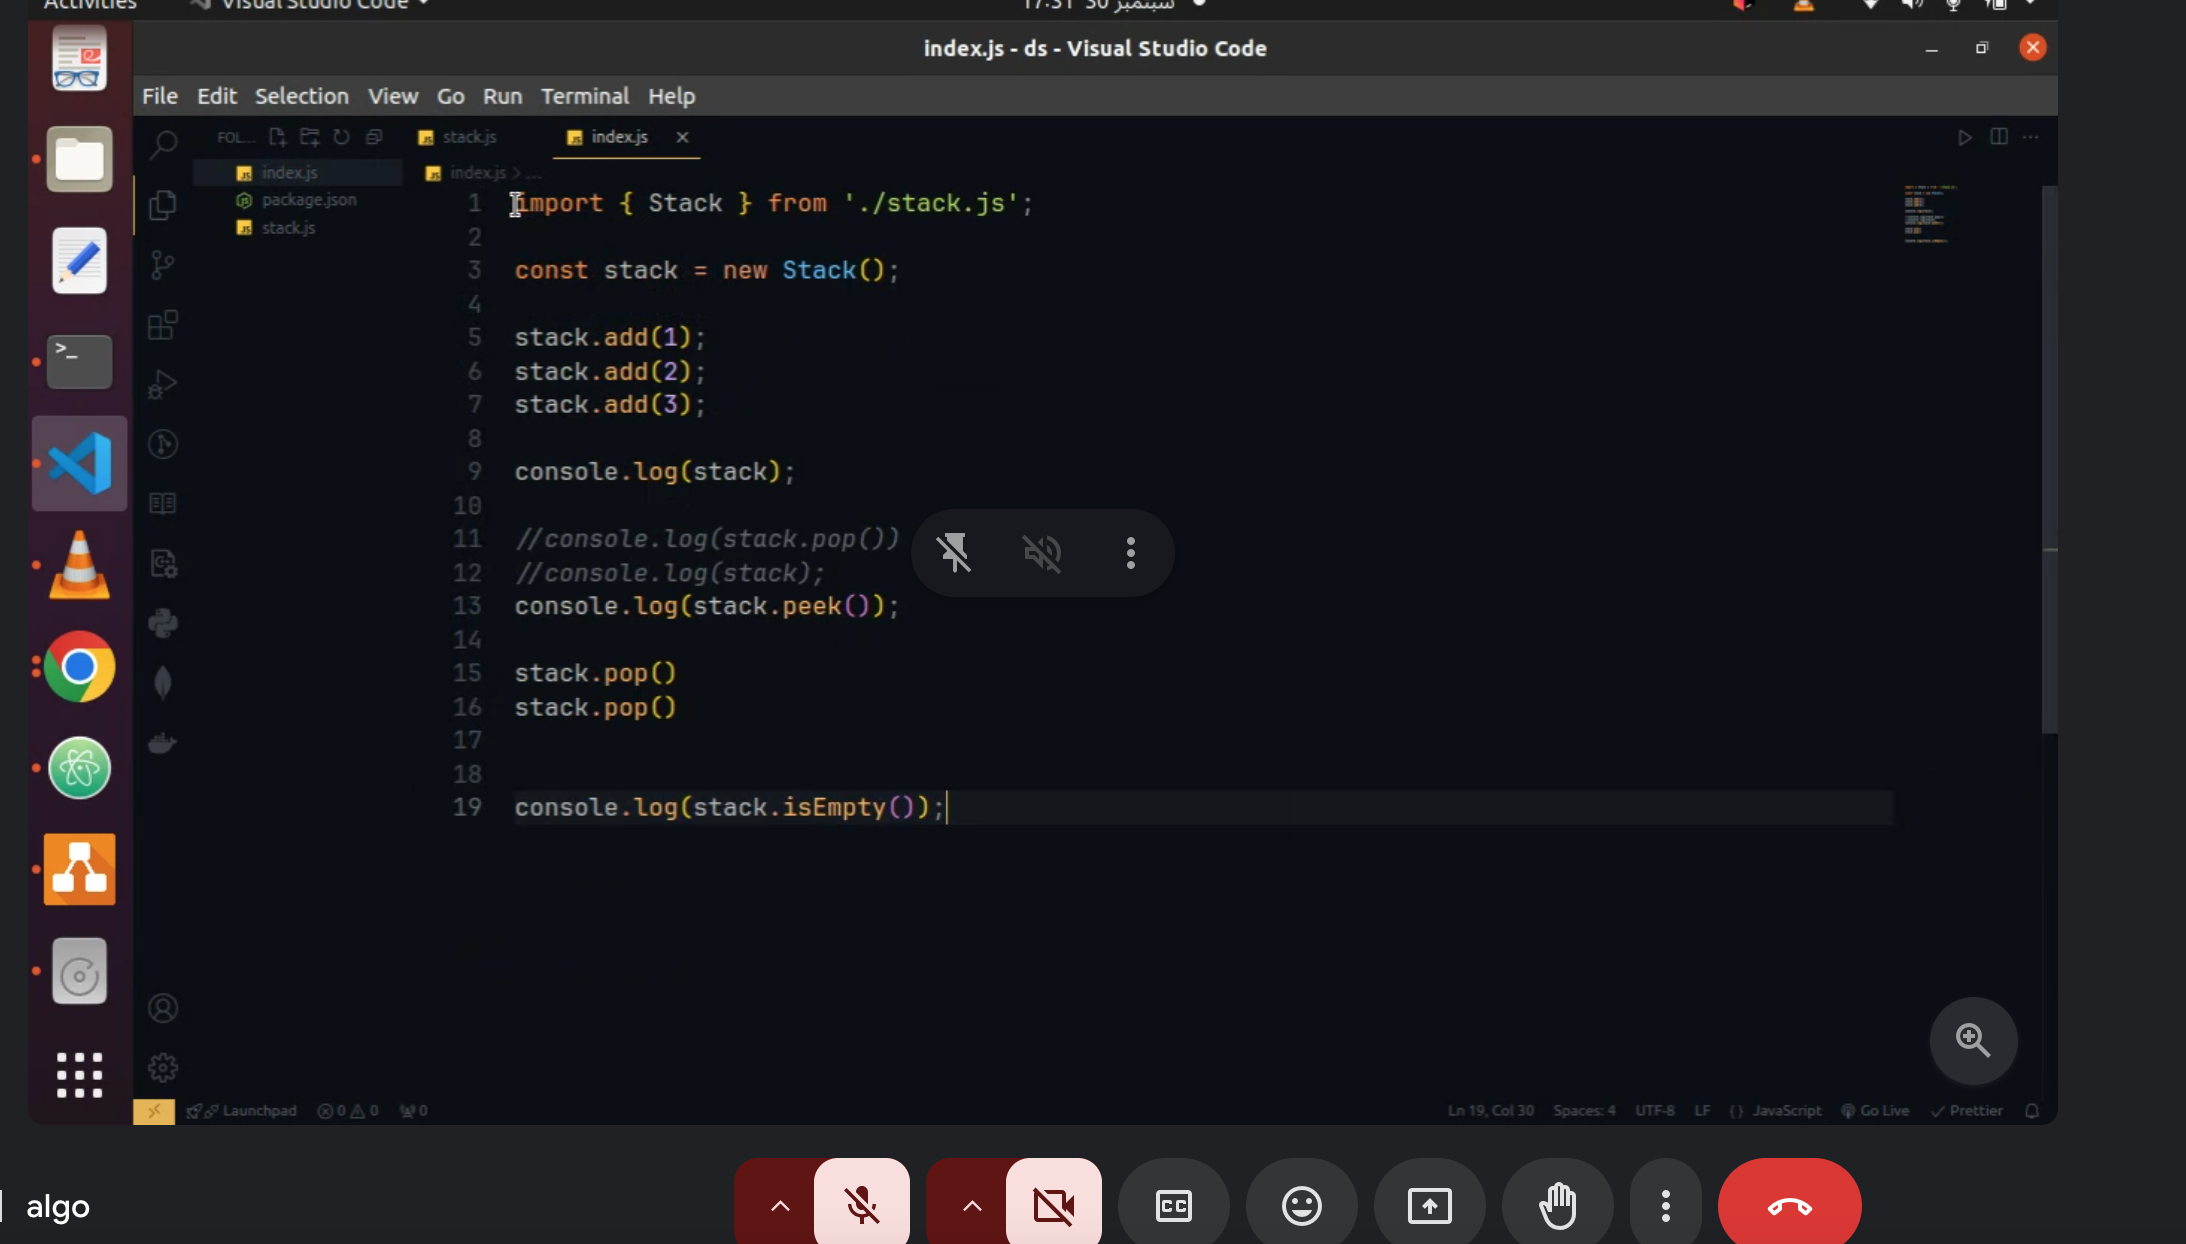 Activities
Visual Studio Code
17:31 30 سبتمبر
index.js - ds - Visual Studio Code
File Edit Selection View Go Run Terminal Help
FOL...
stack.js
index.js
index.js
package.json
stack.js
index.js > ...
1 import { Stack } from './stack.js';
2
3 const stack = new Stack();
4
5 stack.add(1);
6 stack.add(2);
7 stack.add(3);
8
9 console.log(stack);
10
11 //console.log(stack.pop())
12 //console.log(stack);
13 console.log(stack.peek());
14
15 stack.pop()
16 stack.pop()
17
18
19 console.log(stack.isEmpty());
Launchpad 0 0 0
Ln 19, Col 30 Spaces: 4 UTF-8 LF {} JavaScript Go Live Prettier
algo
CC